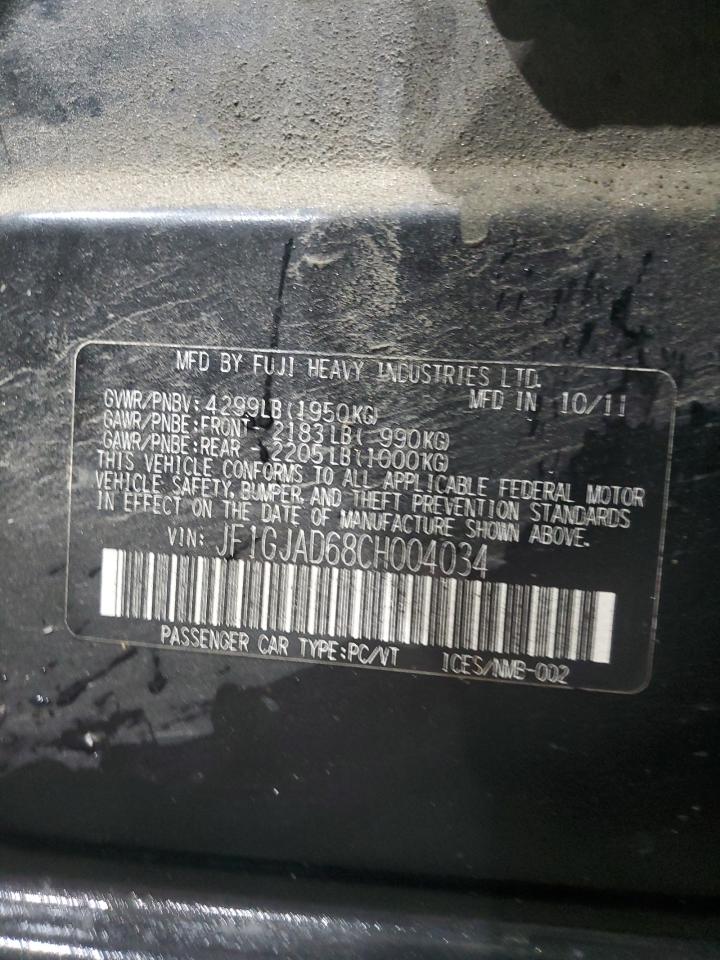 MFD BY FUJI HEAVY INDUSTRIES LTD.
GVWR/PNBV: 4299LB(1950KG) MFD IN 10/11
GAWR/PNBE:FRONT 2183LB( 990KG)
GAWR/PNBE:REAR 2205LB(1000KG)
THIS VEHICLE CONFORMS TO ALL APPLICABLE FEDERAL MOTOR
VEHICLE SAFETY, BUMPER, AND THEFT PREVENTION STANDARDS
IN EFFECT ON THE DATE OF MANUFACTURE SHOWN ABOVE.
VIN: JF1GJAD68CH004034
PASSENGER CAR TYPE:PC/VT ICES/NMB-002